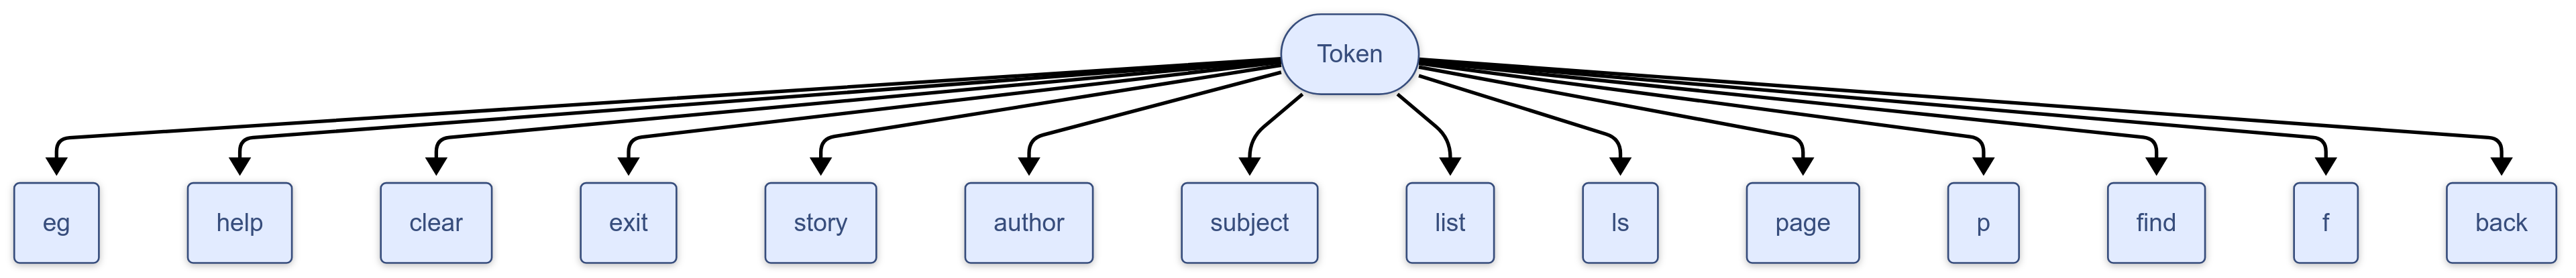 Token
eg
help
clear
exit
story
author
subject
list
ls
page
p
find
f
back